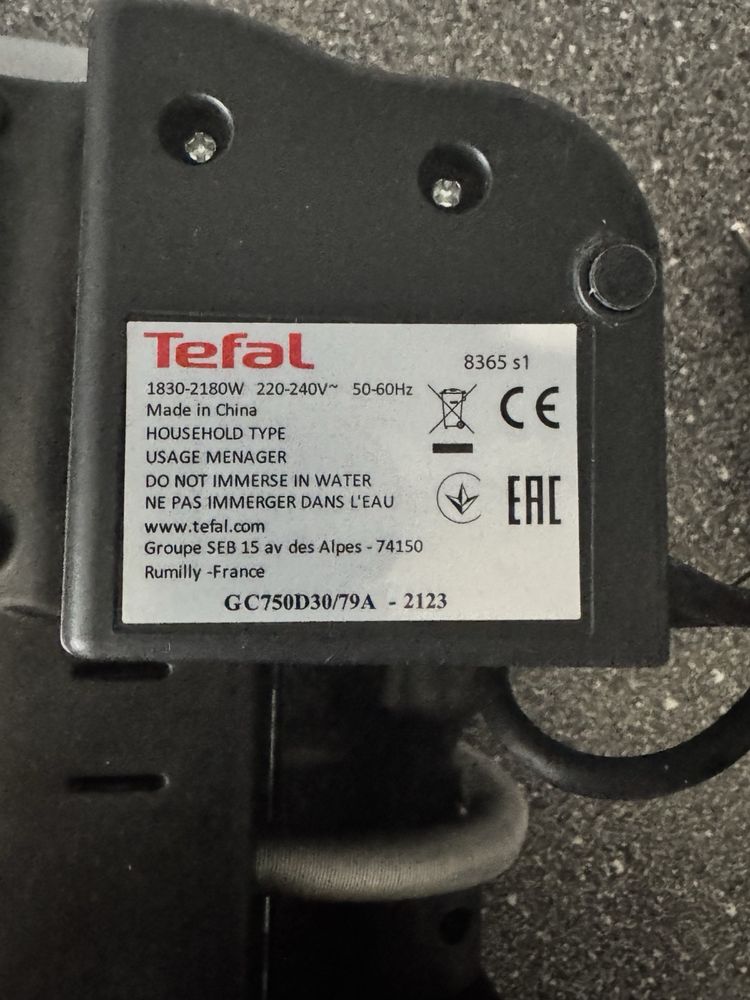 Tefal
8365 s1
1830-2180W 220-240V~ 50-60Hz
Made in China
HOUSEHOLD TYPE
USAGE MENAGER
DO NOT IMMERSE IN WATER
NE PAS IMMERGER DANS L'EAU
www.tefal.com
Groupe SEB 15 av des Alpes - 74150
Rumilly -France
GC750D30/79A - 2123
CE
EAC